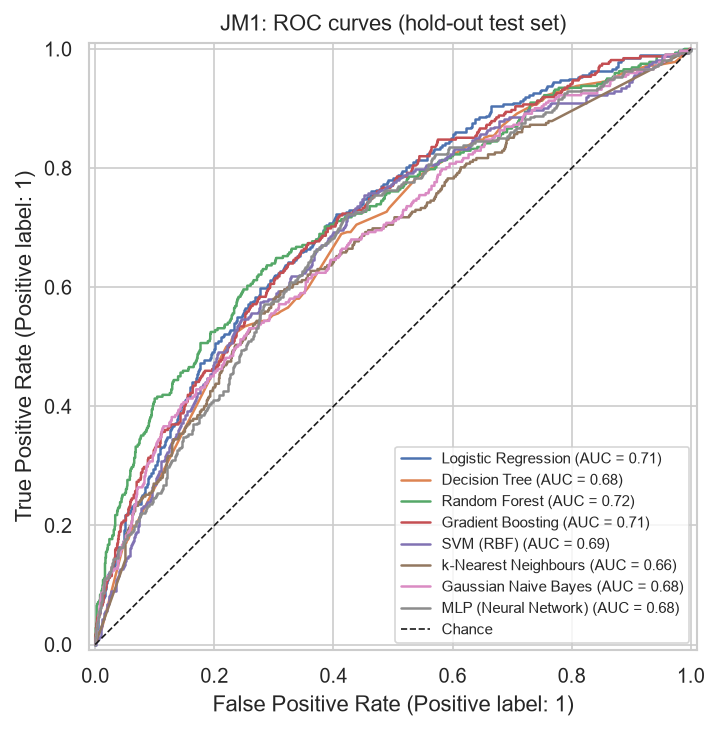 JM1: ROC curves (hold-out test set)
True Positive Rate (Positive label: 1)
1.0
0.8
0.6
0.4
0.2
0.0
Logistic Regression (AUC = 0.71)
Decision Tree (AUC = 0.68)
Random Forest (AUC = 0.72)
Gradient Boosting (AUC = 0.71)
SVM (RBF) (AUC = 0.69)
k-Nearest Neighbours (AUC = 0.66)
Gaussian Naive Bayes (AUC = 0.68)
MLP (Neural Network) (AUC = 0.68)
Chance
0.0 0.2 0.4 0.6 0.8 1.0
False Positive Rate (Positive label: 1)